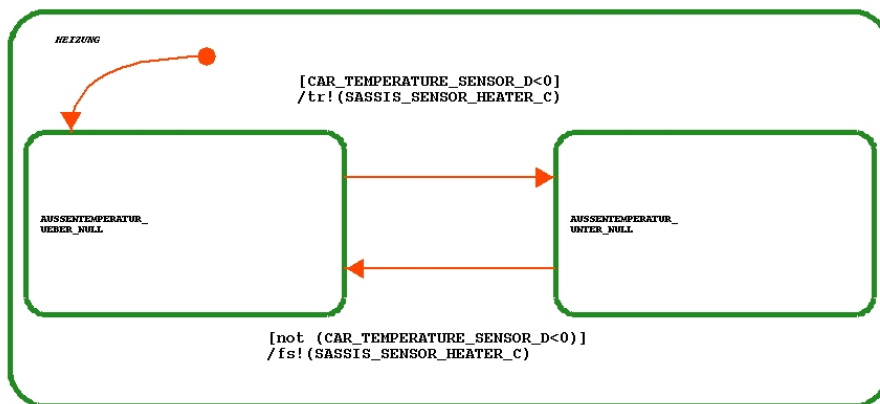 HEIZUNG
[CAR_TEMPERATURE_SENSOR_D<0]
/tr!(SASSIS_SENSOR_HEATER_C)
AUSSENTEMPERATUR_
UEBER_NULL
AUSSENTEMPERATUR_
UNTER_NULL
[not (CAR_TEMPERATURE_SENSOR_D<0)]
/fs!(SASSIS_SENSOR_HEATER_C)